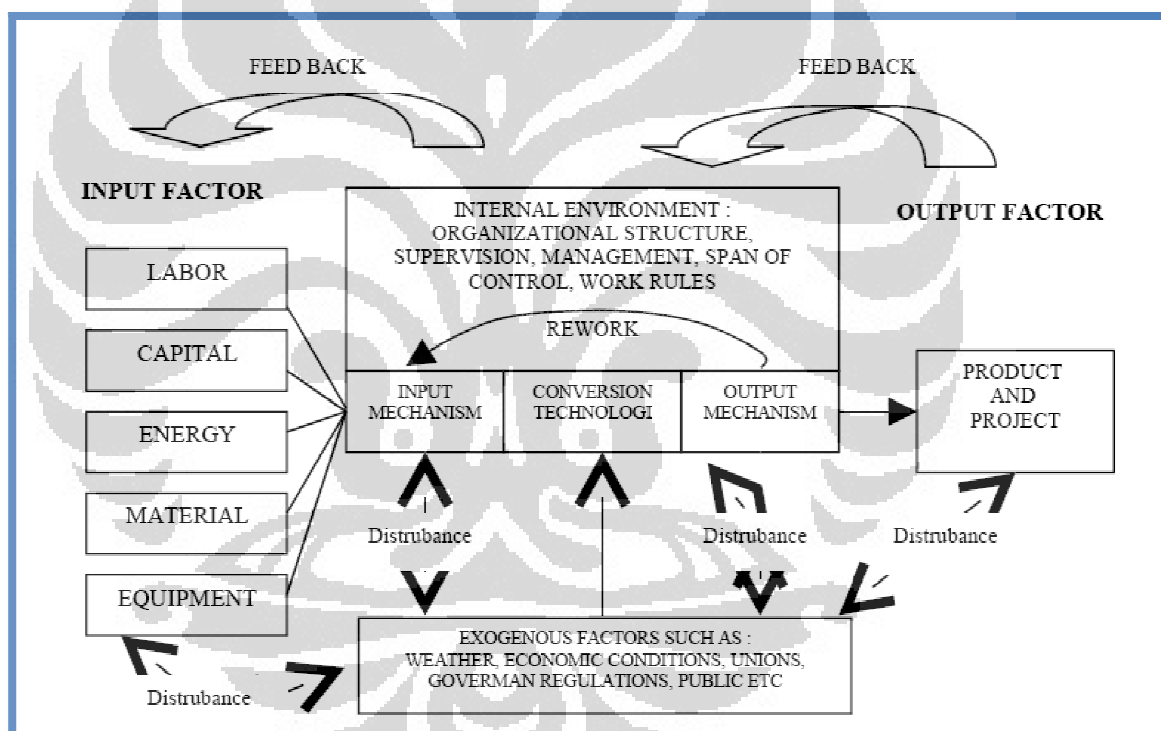 FEED BACK
FEED BACK
INPUT FACTOR
OUTPUT FACTOR
INTERNAL ENVIRONMENT :
ORGANIZATIONAL STRUCTURE,
SUPERVISION, MANAGEMENT, SPAN OF
CONTROL, WORK RULES
REWORK
LABOR
CAPITAL
ENERGY
MATERIAL
EQUIPMENT
INPUT
MECHANISM
CONVERSION
TECHNOLOGI
OUTPUT
MECHANISM
PRODUCT
AND
PROJECT
Distrubance
Distrubance
Distrubance
Distrubance
EXOGENOUS FACTORS SUCH AS :
WEATHER, ECONOMIC CONDITIONS, UNIONS,
GOVERMAN REGULATIONS, PUBLIC ETC